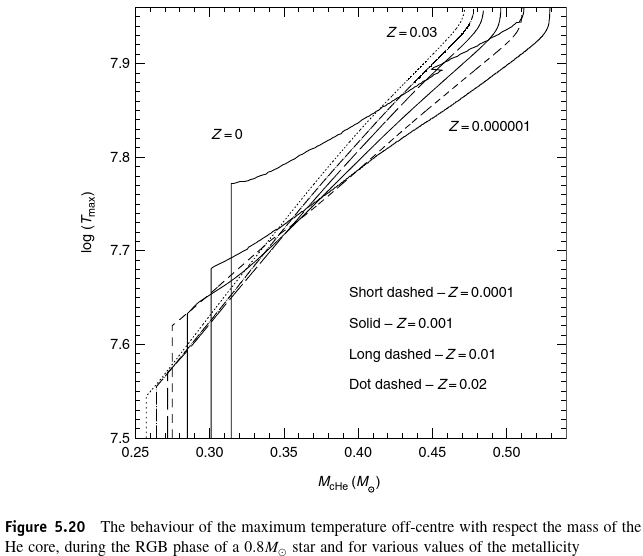 Z = 0.03
7.9
Z = 0.000001
Z = 0
7.8
log (Tmax)
7.7
Short dashed – Z = 0.0001
Solid – Z = 0.001
7.6
Long dashed – Z = 0.01
Dot dashed – Z = 0.02
7.5
0.25 0.30 0.35 0.40 0.45 0.50
McHe (M⊙)
Figure 5.20 The behaviour of the maximum temperature off-centre with respect the mass of the
He core, during the RGB phase of a 0.8M⊙ star and for various values of the metallicity